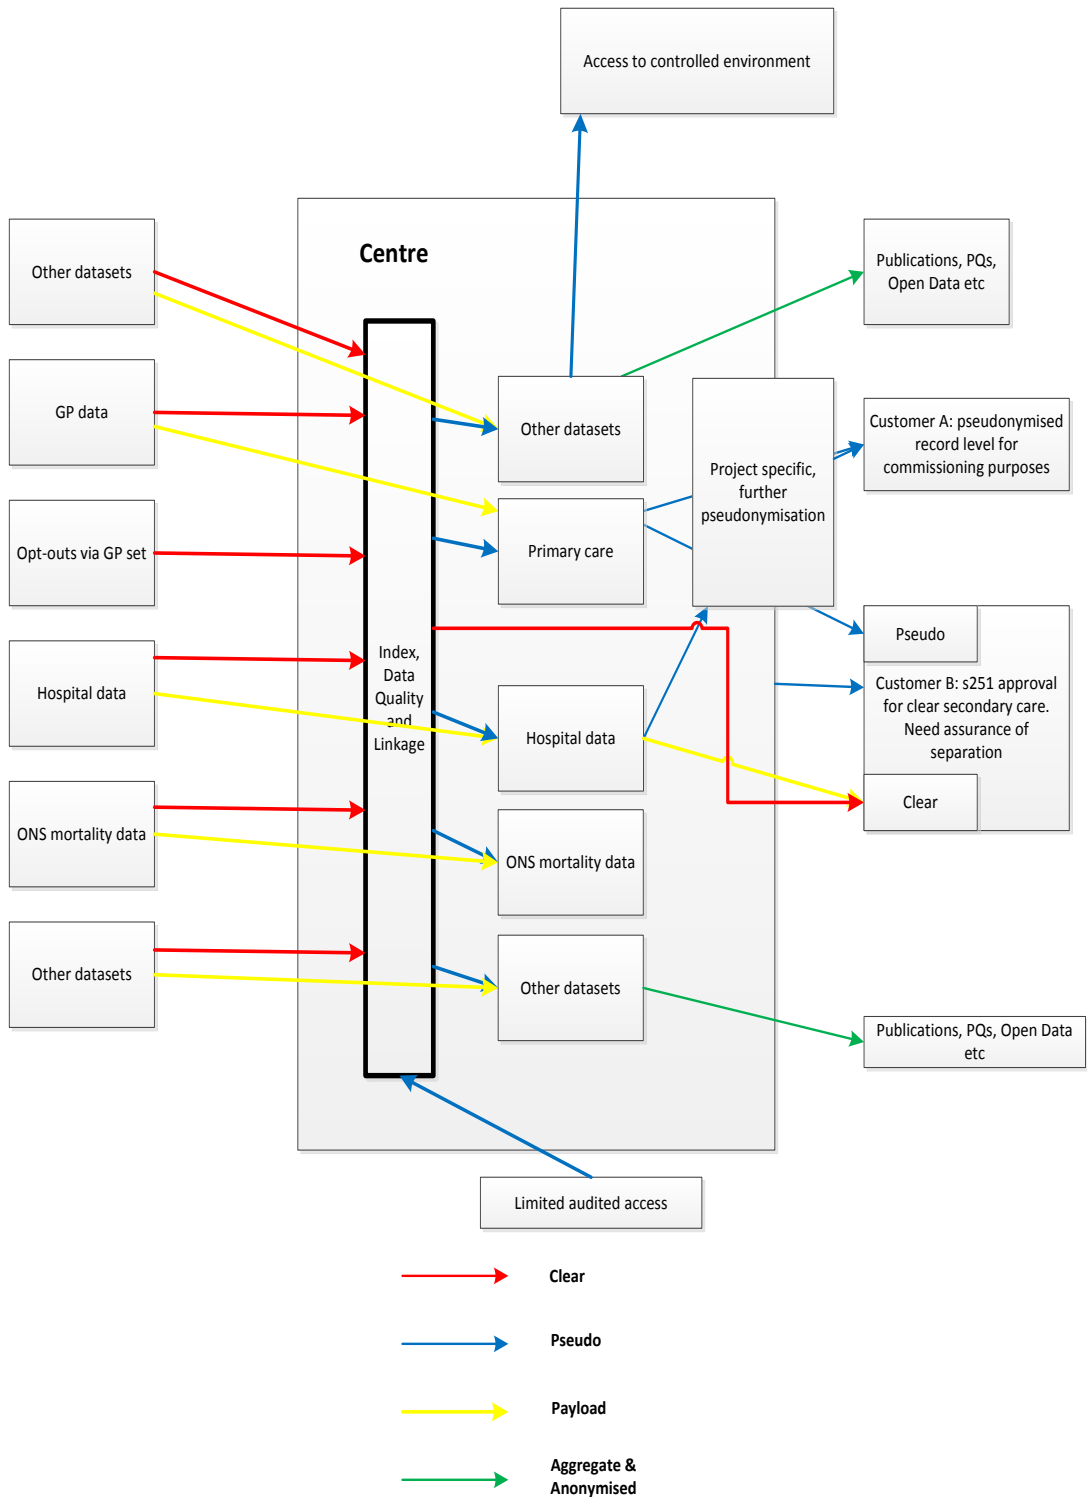 Access to controlled environment
Centre
Other datasets
GP data
Opt-outs via GP set
Hospital data
ONS mortality data
Other datasets
Index,
Data
Quality
and
Linkage
Other datasets
Primary care
Hospital data
ONS mortality data
Other datasets
Project specific,
further
pseudonymisation
Publications, PQs,
Open Data etc
Customer A: pseudonymised
record level for
commissioning purposes
Pseudo
Customer B: s251 approval
for clear secondary care.
Need assurance of
separation
Clear
Publications, PQs, Open Data
etc
Limited audited access
Clear
Pseudo
Payload
Aggregate &
Anonymised